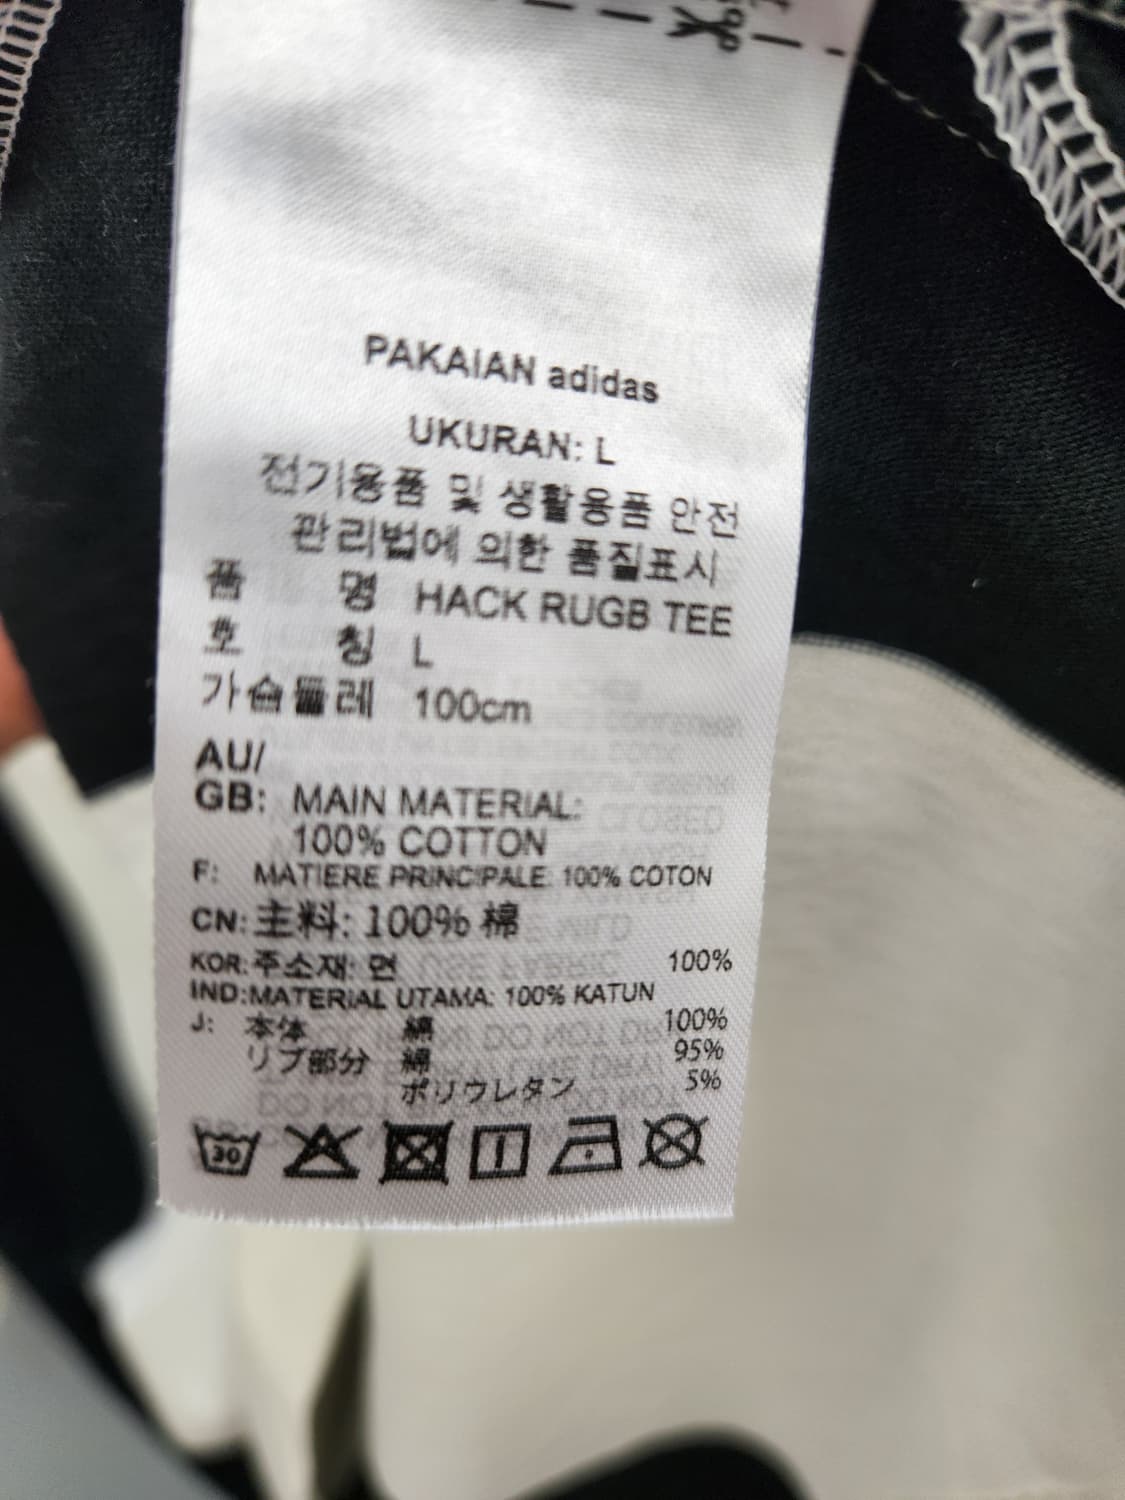 PAKAIAN adidas
UKURAN: L
전기용품 및 생활용품 안전
관리법에 의한 품질표시
품 명 HACK RUGB TEE
호 칭 L
가슴둘레 100cm
AU/
GB: MAIN MATERIAL:
100% COTTON
F: MATIERE PRINCIPALE: 100% COTON
CN: 主料: 100% 棉
KOR: 주소재: 면 100%
IND:MATERIAL UTAMA: 100% KATUN
J: 本体 綿 100%
リブ部分 綿 95%
ポリウレタン 5%
30